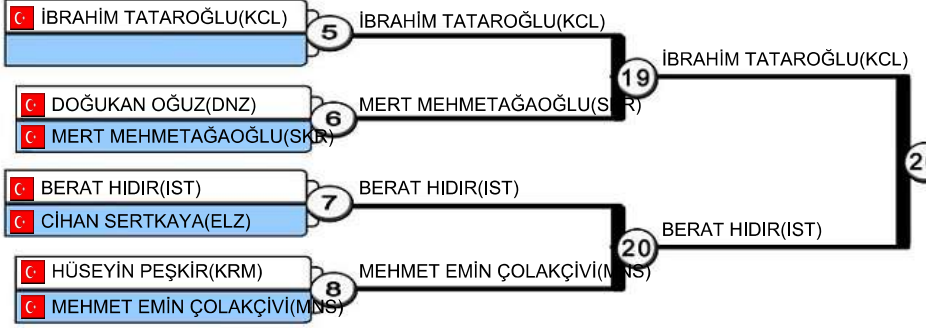 İBRAHİM TATAROĞLU(KCL)
5
İBRAHİM TATAROĞLU(KCL)
19
İBRAHİM TATAROĞLU(KCL)
DOĞUKAN OĞUZ(DNZ)
MERT MEHMETAĞAOĞLU(SKR)
6
MERT MEHMETAĞAOĞLU(SKR)
BERAT HIDIR(IST)
CİHAN SERTKAYA(ELZ)
7
BERAT HIDIR(IST)
20
BERAT HIDIR(IST)
HÜSEYİN PEŞKİR(KRM)
MEHMET EMİN ÇOLAKÇİVİ(MNS)
8
MEHMET EMİN ÇOLAKÇİVİ(MNS)